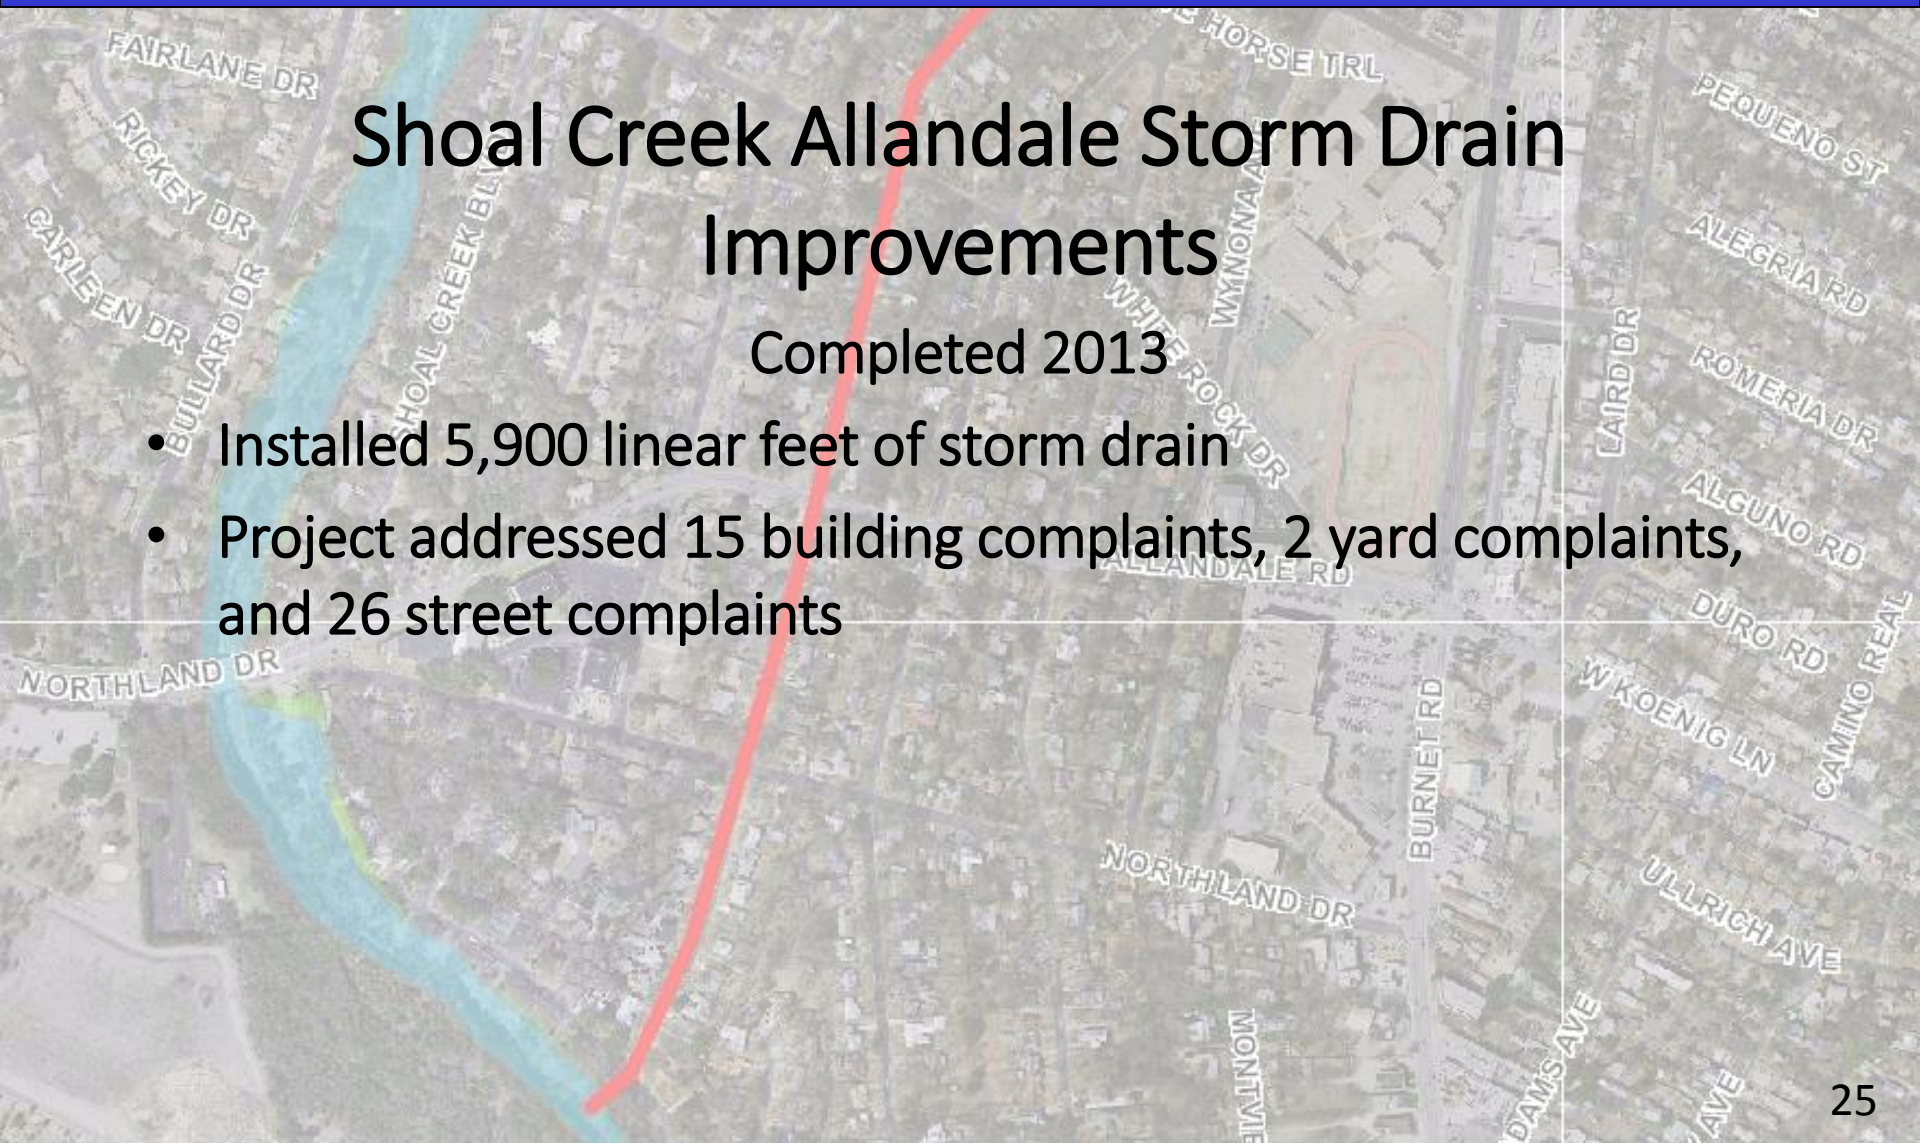 HORSE TRL
FAIRLANE DR
PEQUENO ST
Shoal Creek Allandale Storm Drain
Improvements
RICKEY DR
CARLEEN DR
BULLARD DR
SHOAL CREEK BLV
WYNONA A
ALEGRIA RD
WHITE ROCK DR
LAIRD DR
ROMERIA DR
Completed 2013
• Installed 5,900 linear feet of storm drain
ALGUNO RD
• Project addressed 15 building complaints, 2 yard complaints,
and 26 street complaints
ALLANDALE RD
DURO RD
NORTHLAND DR
W KOENIG LN
CAMINO REAL
BURNET RD
NORTHLAND DR
ULLRICH AVE
MONTVIE
DAMS AVE
AVE
25